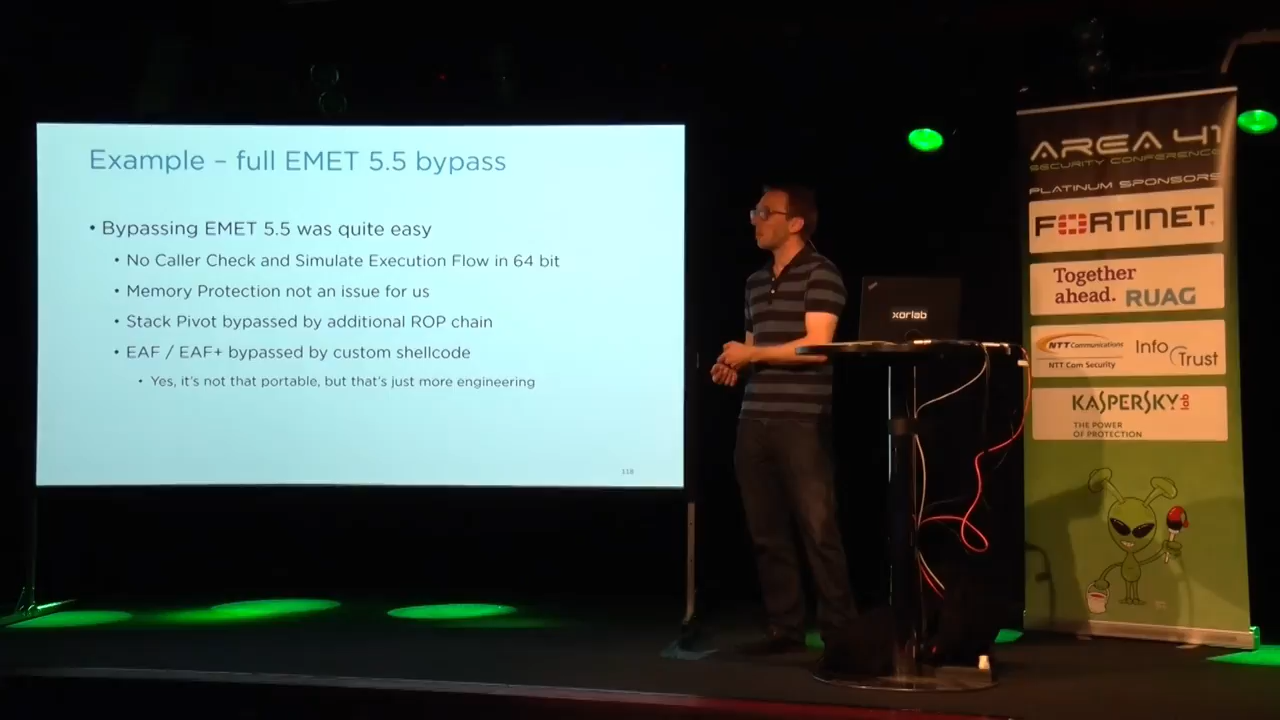 Example – full EMET 5.5 bypass
• Bypassing EMET 5.5 was quite easy
• No Caller Check and Simulate Execution Flow in 64 bit
• Memory Protection not an issue for us
• Stack Pivot bypassed by additional ROP chain
• EAF / EAF+ bypassed by custom shellcode
• Yes, it's not that portable, but that's just more engineering
118
xorlab
AREA 41
SECURITY CONFERENCE
PLATINUM SPONSORS
FORTINET
Together
ahead. RUAG
NTT Communications
NTT Com Security
Info Trust
KASPERSKY lab
THE POWER
OF PROTECTION